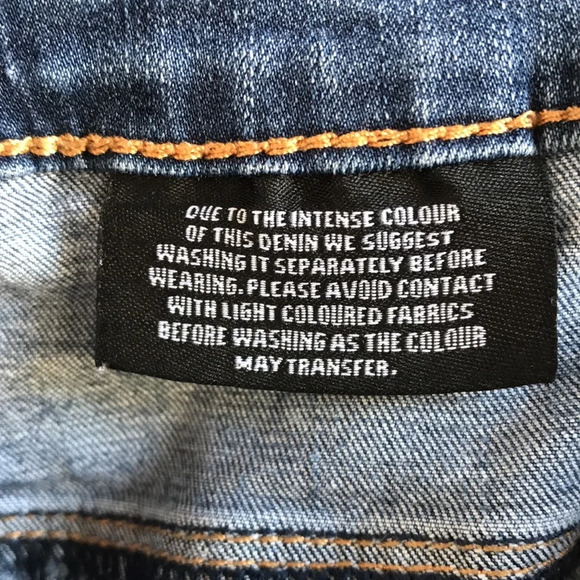 DUE TO THE INTENSE COLOUR
OF THIS DENIN WE SUGGEST
WASHING IT SEPARATELY BEFORE
WEARING. PLEASE AVOID CONTACT
WITH LIGHT COLOURED FABRICS
BEFORE WASHING AS THE COLOUR
MAY TRANSFER.